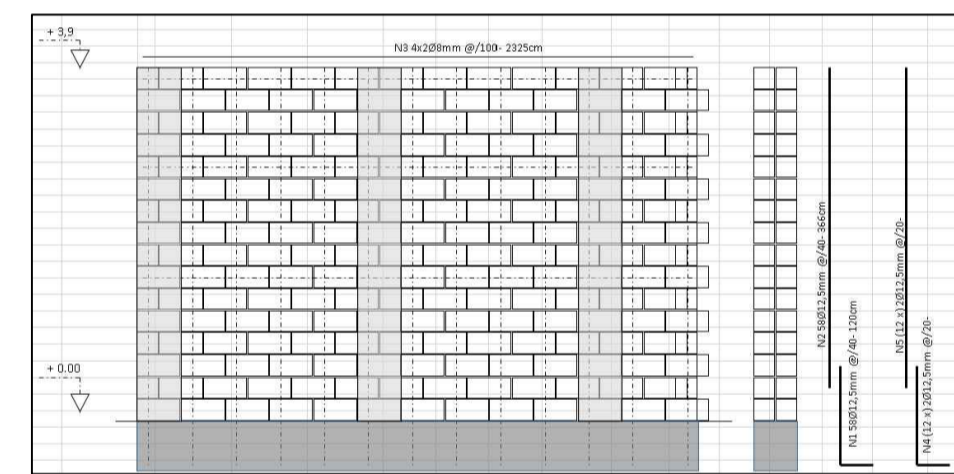 + 3,9
N3 4x2Ø8mm @/100- 2325cm
+ 0.00
N2 58Ø12,5mm @/40- 366cm
N1 58Ø12,5mm @/40- 120cm
N5 (12 x) 2Ø12,5mm @/20-
N4 (12 x) 2Ø12,5mm @/20-